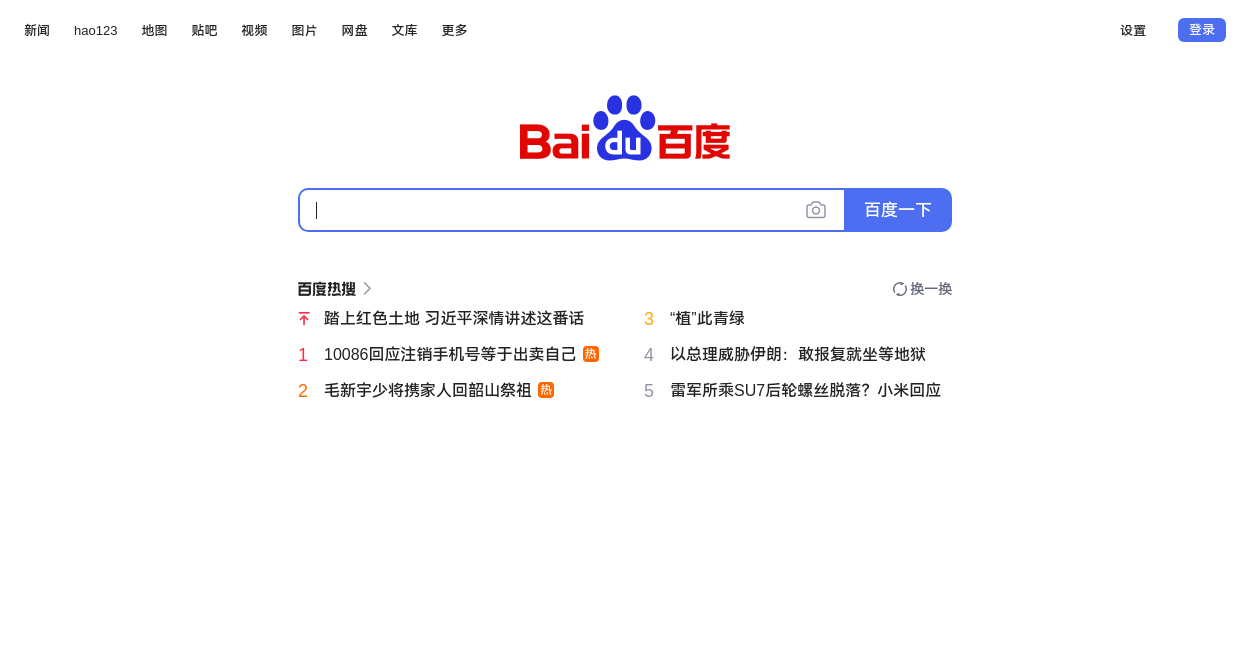 新闻 hao123 地图 贴吧 视频 图片 网盘 文库 更多 设置 登录
Bai du 百度
百度一下
百度热搜 换一换
踏上红色土地 习近平深情讲述这番话
1 10086回应注销手机号等于出卖自己 热
2 毛新宇少将携家人回韶山祭祖 热
3 “植”此青绿
4 以总理威胁伊朗：敢报复就坐等地狱
5 雷军所乘SU7后轮螺丝脱落？小米回应